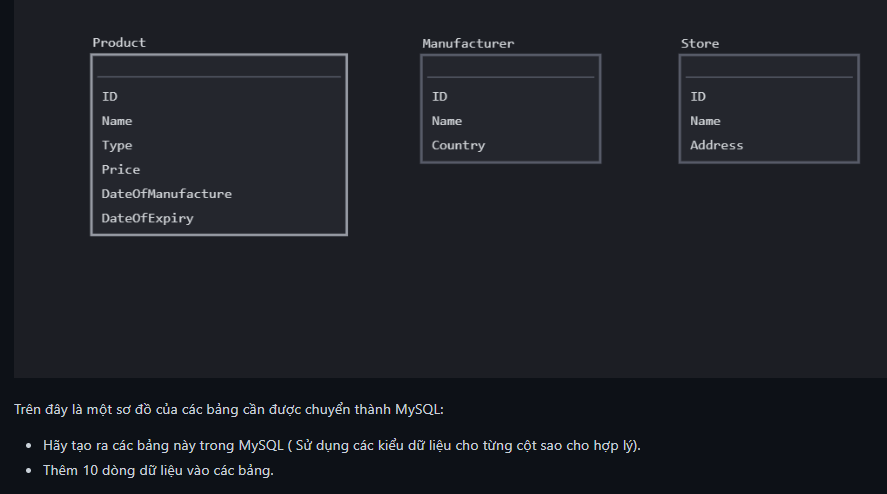 Product
ID
Name
Type
Price
DateOfManufacture
DateOfExpiry
Manufacturer
ID
Name
Country
Store
ID
Name
Address
Trên đây là một sơ đồ của các bảng cần được chuyển thành MySQL:
Hãy tạo ra các bảng này trong MySQL ( Sử dụng các kiểu dữ liệu cho từng cột sao cho hợp lý).
Thêm 10 dòng dữ liệu vào các bảng.